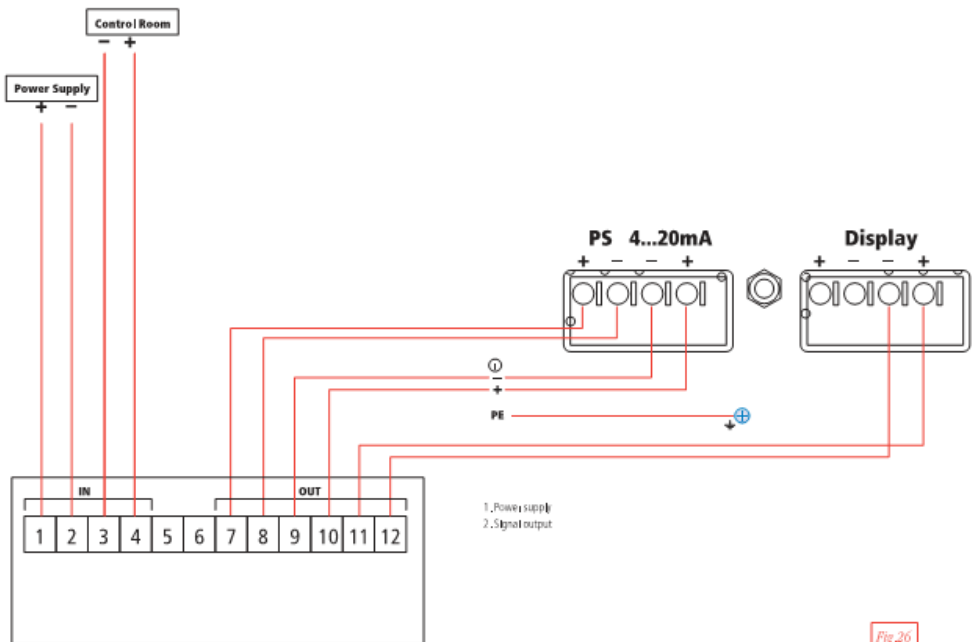 Control Room
− +
Power Supply
+ −
PS 4...20mA
+ − − +
Display
+ − − +
−
+
PE
IN
OUT
1 2 3 4 5 6 7 8 9 10 11 12
1.Power supply
2.Signal output
Fig 26